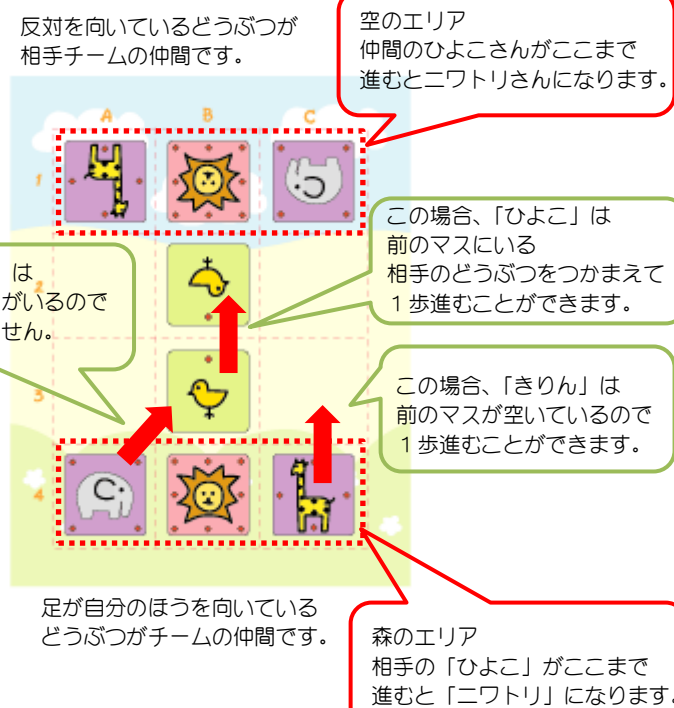 反対を向いているどうぶつが
相手チームの仲間です。
空のエリア
仲間のひよこさんがここまで
進むとニワトリさんになります。
A B C
1
この場合、「ひよこ」は
前のマスにいる
相手のどうぶつをつかまえて
１歩進むことができます。
は
2
がいるので
せん。
3
この場合、「きりん」は
前のマスが空いているので
１歩進むことができます。
4
足が自分のほうを向いている
どうぶつがチームの仲間です。
森のエリア
相手の「ひよこ」がここまで
進むと「ニワトリ」になります。